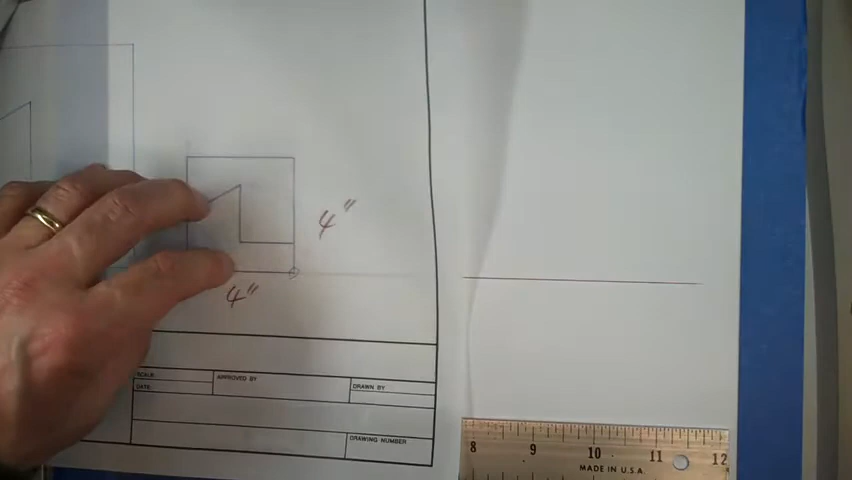 4"
4"
SCALE:
APPROVED BY
DRAWN BY
DATE:
DRAWING NUMBER
8 9 10 11 12
MADE IN U.S.A.